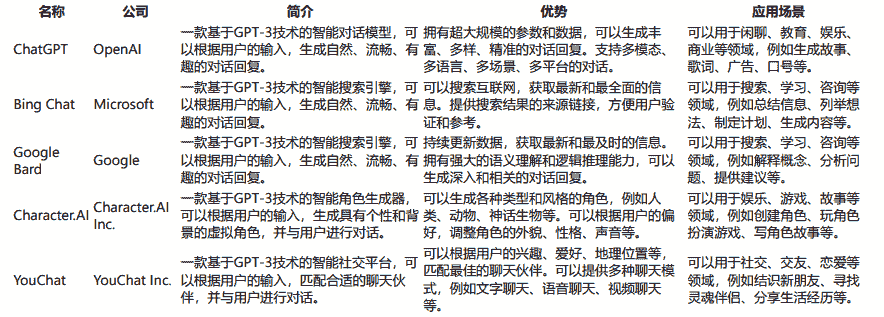 名称 公司 简介 优势 应用场景
ChatGPT OpenAI 一款基于GPT-3技术的智能对话模型，可以根据用户的输入，生成自然、流畅、有趣的对话回复。 拥有超大规模的参数和数据，可以生成丰富、多样、精准的对话回复。支持多模态、多语言、多场景、多平台的对话。 可以用于闲聊、教育、娱乐、商业等领域，例如生成故事、歌词、广告、口号等。
Bing Chat Microsoft 一款基于GPT-3技术的智能搜索引擎，可以根据用户的输入，生成自然、流畅、有趣的对话回复。 可以搜索互联网，获取最新和最全面的信息。提供搜索结果的来源链接，方便用户验证和参考。 可以用于搜索、学习、咨询等领域，例如总结信息、列举想法、制定计划、生成内容等。
Google Bard Google 一款基于GPT-3技术的智能搜索引擎，可以根据用户的输入，生成自然、流畅、有趣的对话回复。 持续更新数据，获取最新和最及时的信息。拥有强大的语义理解和逻辑推理能力，可以生成深入和相关的对话回复。 可以用于搜索、学习、咨询等领域，例如解释概念、分析问题、提供建议等。
Character.AI Character.AI Inc. 一款基于GPT-3技术的智能角色生成器，可以根据用户的输入，生成具有个性和背景的虚拟角色，并与用户进行对话。 可以生成各种类型和风格的角色，例如人类、动物、神话生物等。可以根据用户的偏好，调整角色的外貌、性格、声音等。 可以用于娱乐、游戏、故事等领域，例如创建角色、玩角色扮演游戏、写角色故事等。
YouChat YouChat Inc. 一款基于GPT-3技术的智能社交平台，可以根据用户的输入，匹配合适的聊天伙伴，并与用户进行对话。 可以根据用户的兴趣、爱好、地理位置等，匹配最佳的聊天伙伴。可以提供多种聊天模式，例如文字聊天、语音聊天、视频聊天等。 可以用于社交、交友、恋爱等领域，例如结识新朋友、寻找灵魂伴侣、分享生活经历等。